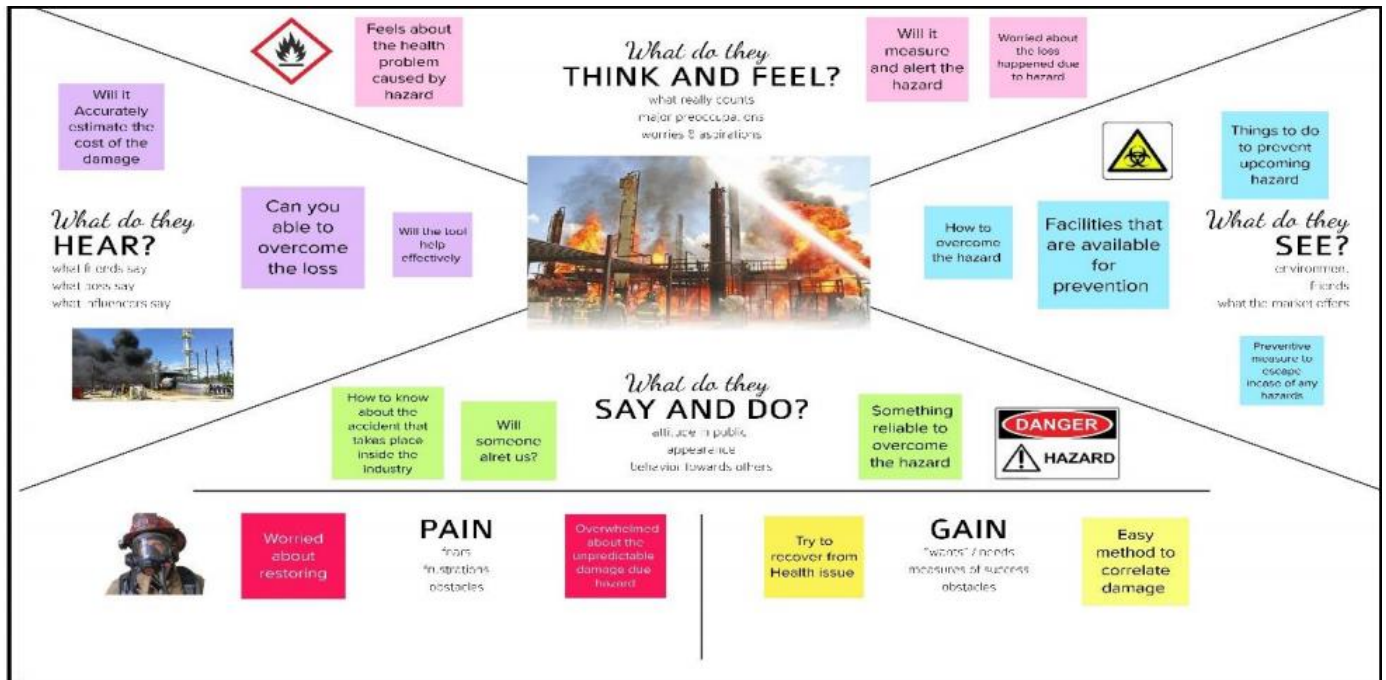 Feels about
the health
problem
caused by
hazard
What do they
THINK AND FEEL?
what really counts
major preoccupations
worries & aspirations
Will it
measure
and alert the
hazard
Worried about
the loss
happened due
to hazard
Will it
Accurately
estimate the
cost of the
damage
What do they
HEAR?
what friends say
what boss say
what influencers say
Can you
able to
overcome
the loss
Will the tool
help
effectively
How to
overcome
the hazard
Facilities that
are available
for
prevention
Things to do
to prevent
upcoming
hazard
What do they
SEE?
environment
friends
what the market offers
Preventive
measure to
escape
incase of any
hazards
How to know
about the
accident that
takes place
inside the
industry
Will
someone
alret us?
What do they
SAY AND DO?
attitude in public
appearance
behavior towards others
Something
reliable to
overcome
the hazard
DANGER
HAZARD
Worried
about
restoring
PAIN
fears
frustrations
obstacles
Overwhelmed
about the
unpredictable
damage due
hazard
Try to
recover from
Health issue
GAIN
"wants" / needs
measures of success
obstacles
Easy
method to
correlate
damage